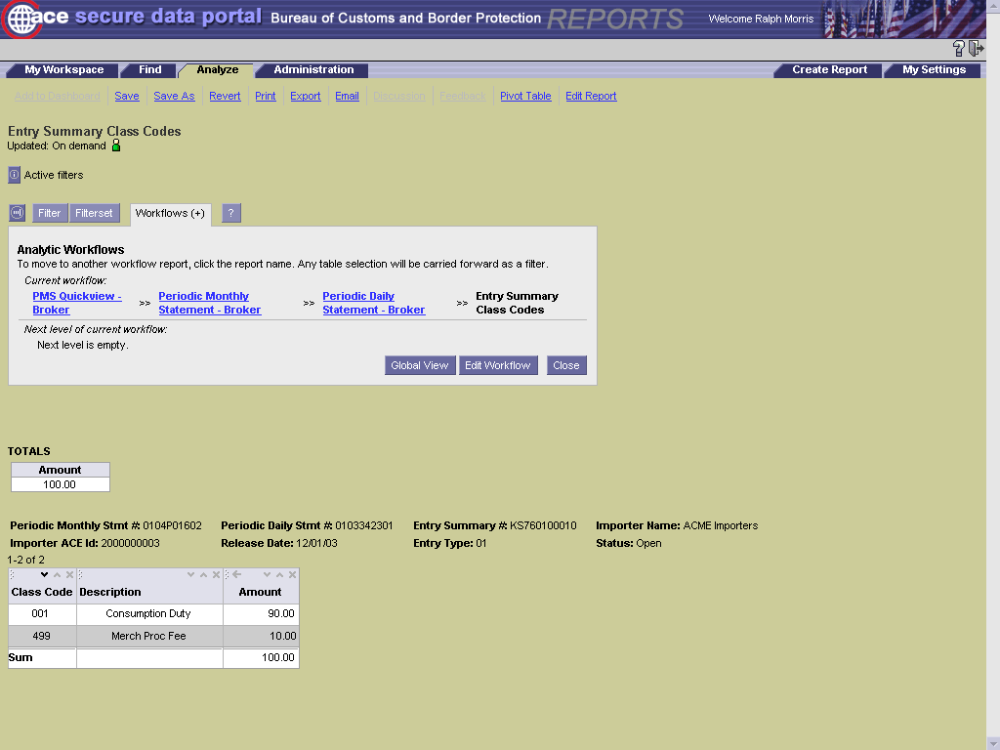 ace secure data portal Bureau of Customs and Border Protection REPORTS Welcome Ralph Morris
?
My Workspace Find Analyze Administration Create Report My Settings
Add to Dashboard Save Save As Revert Print Export Email Discussion Feedback Pivot Table Edit Report
Entry Summary Class Codes
Updated: On demand
Active filters
Filter Filterset Workflows (+) ?
Analytic Workflows
To move to another workflow report, click the report name. Any table selection will be carried forward as a filter.
Current workflow:
PMS Quickview - Broker >> Periodic Monthly Statement - Broker >> Periodic Daily Statement - Broker >> Entry Summary Class Codes
Next level of current workflow:
Next level is empty.
Global View Edit Workflow Close
TOTALS
Amount
100.00
Periodic Monthly Stmt #: 0104P01602 Periodic Daily Stmt #: 0103342301 Entry Summary #: KS760100010 Importer Name: ACME Importers
Importer ACE Id: 2000000003 Release Date: 12/01/03 Entry Type: 01 Status: Open
1-2 of 2
Class Code Description Amount
001 Consumption Duty 90.00
499 Merch Proc Fee 10.00
Sum 100.00